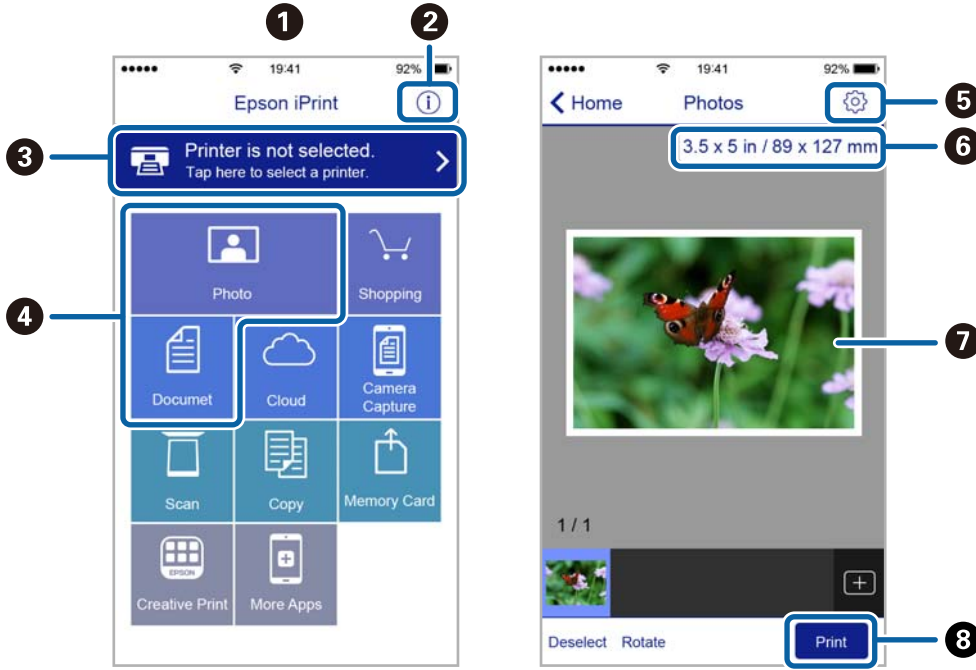 1
2
19:41
92%
Epson iPrint
3
Printer is not selected.
Tap here to select a printer.
4
Photo
Shopping
Documet
Cloud
Camera
Capture
Scan
Copy
Memory Card
EPSON
Creative Print
More Apps
19:41
92%
Home
Photos
5
3.5 x 5 in / 89 x 127 mm
6
7
1 / 1
Deselect
Rotate
Print
8